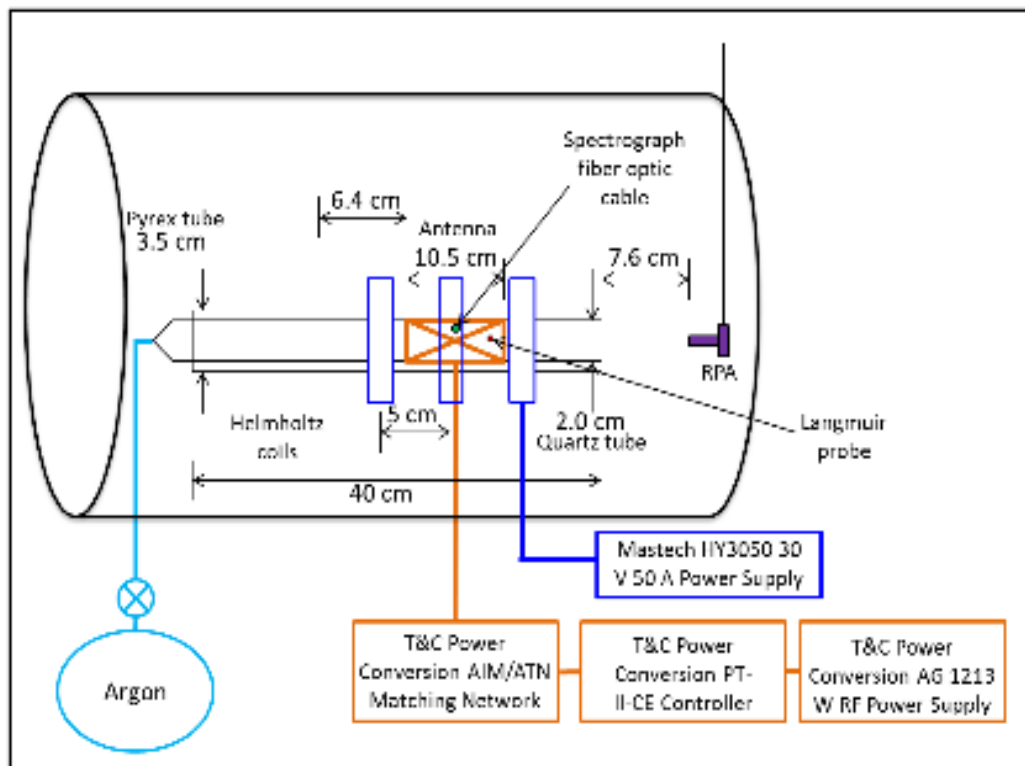 Spectrograph
fiber optic
cable
6.4 cm
Pyrex tube
3.5 cm
Antenna
10.5 cm
7.6 cm
RPA
5 cm
Helmholtz
coils
2.0 cm
Quartz tube
Langmuir
probe
40 cm
Mastech HY3050 30
V 50 A Power Supply
T&C Power
Conversion AIM/ATN
Matching Network
T&C Power
Conversion PT-
II-CE Controller
T&C Power
Conversion AG 1213
W RF Power Supply
Argon